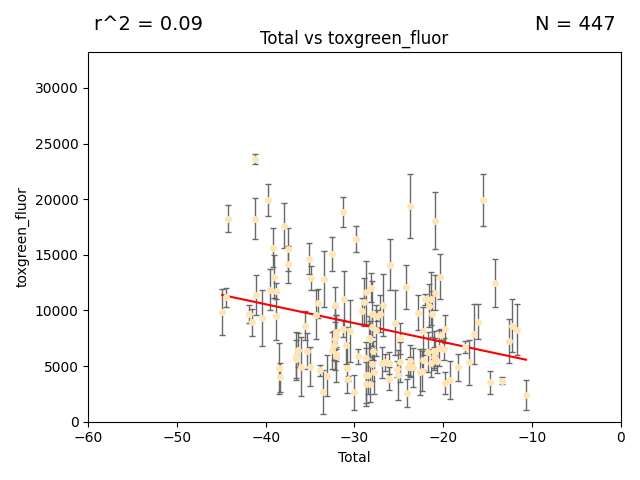 r^2 = 0.09
N = 447
Total vs toxgreen_fluor
30000
25000
20000
15000
10000
5000
0
toxgreen_fluor
−60
−50
−40
−30
−20
−10
0
Total